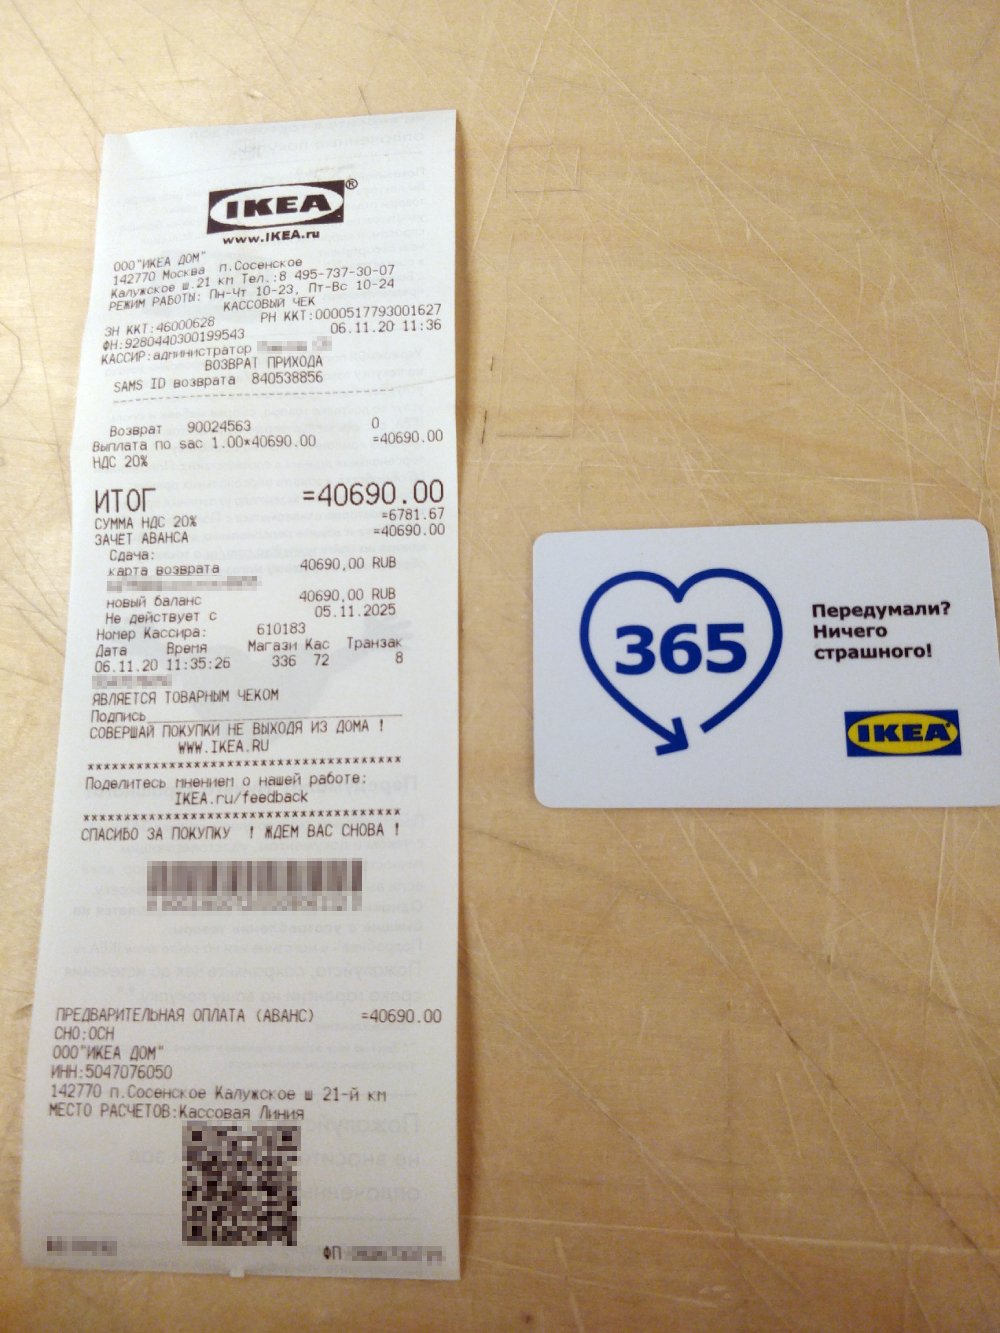 IKEA®
www.IKEA.ru
ООО"ИКЕА ДОМ"
142770 Москва п.Сосенское
Калужское ш.21 км Тел.:8 495-737-30-07
РЕЖИМ РАБОТЫ: Пн-Чт 10-23, Пт-Вс 10-24
КАССОВЫЙ ЧЕК
ЗН ККТ:46000628 РН ККТ:0000517793001627
ФН:9280440300199543 06.11.20 11:36
КАССИР:администратор
ВОЗВРАТ ПРИХОДА
SAMS ID возврата 840538856
Возврат 90024563 0
Выплата по sac 1.00*40690.00 =40690.00
НДС 20%
ИТОГ =40690.00
СУММА НДС 20% =6781.67
ЗАЧЕТ АВАНСА =40690.00
Сдача:
карта возврата 40690,00 RUB
новый баланс 40690,00 RUB
Не действует с 05.11.2025
Номер Кассира: 610183
Дата Время Магази Кас Транзак
06.11.20 11:35:26 336 72 8
ЯВЛЯЕТСЯ ТОВАРНЫМ ЧЕКОМ
Подпись
СОВЕРШАЙ ПОКУПКИ НЕ ВЫХОДЯ ИЗ ДОМА !
WWW.IKEA.RU
Поделитесь мнением о нашей работе:
IKEA.ru/feedback
СПАСИБО ЗА ПОКУПКУ ! ЖДЕМ ВАС СНОВА !
ПРЕДВАРИТЕЛЬНАЯ ОПЛАТА (АВАНС) =40690.00
СНО:ОСН
ООО"ИКЕА ДОМ"
ИНН:5047076050
142770 п.Сосенское Калужское ш 21-й км
МЕСТО РАСЧЕТОВ:Кассовая Линия
ФП
365
Передумали?
Ничего
страшного!
IKEA